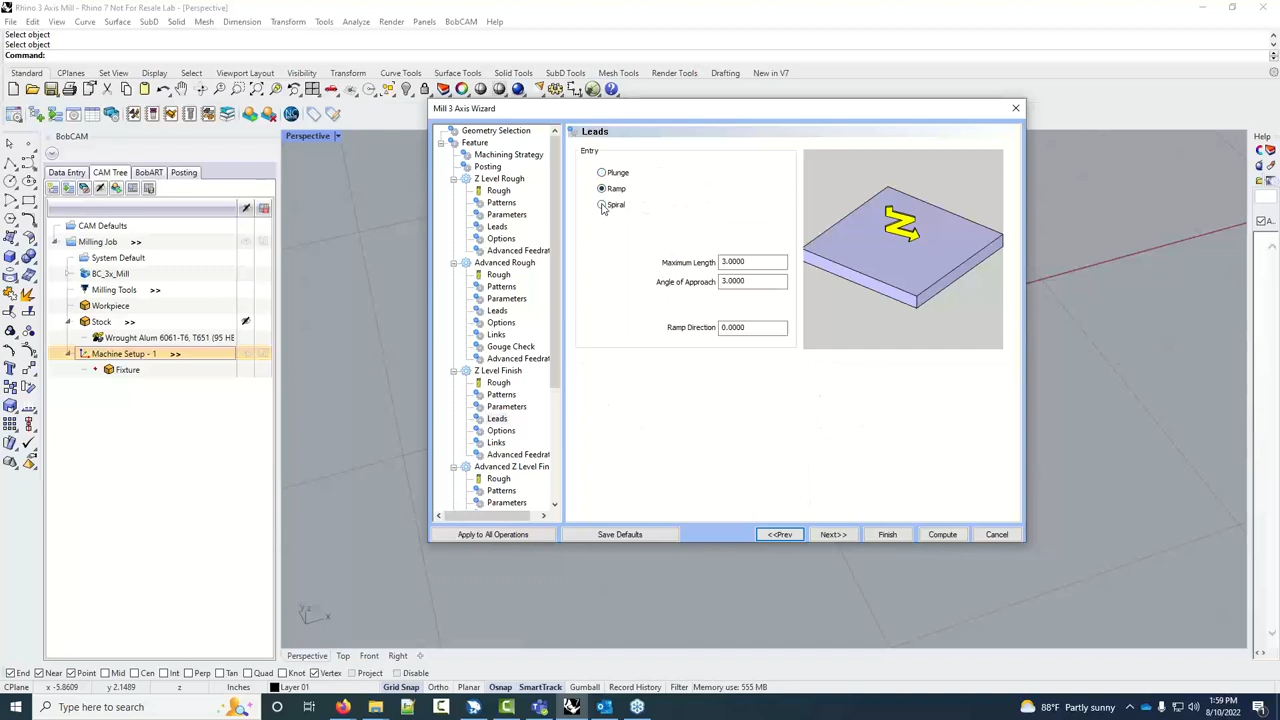 Rhino 3 Axis Mill - Rhino 7 Not For Resale Lab - [Perspective]
File Edit View Curve Surface SubD Solid Mesh Dimension Transform Tools Analyze Render Panels BobCAM Help
Select object
Select object
Command:
Standard CPlanes Set View Display Select Viewport Layout Visibility Transform Curve Tools Surface Tools Solid Tools SubD Tools Mesh Tools Render Tools Drafting New in V7
BobCAM
Data Entry CAM Tree BobART Posting
CAM Defaults
Milling Job >>
System Default
BC_3x_Mill
Milling Tools >>
Workpiece
Stock >>
Wrought Alum 6061-T6, T651 (95 HE
Machine Setup - 1 >>
Fixture
Perspective
Mill 3 Axis Wizard
Geometry Selection
Feature
Machining Strategy
Posting
Z Level Rough
Rough
Patterns
Parameters
Leads
Options
Advanced Feedrat
Advanced Rough
Rough
Patterns
Parameters
Leads
Options
Links
Gouge Check
Advanced Feedrat
Z Level Finish
Rough
Patterns
Parameters
Leads
Options
Links
Advanced Feedrat
Advanced Z Level Fin
Rough
Patterns
Parameters
Leads
Entry
Plunge
Ramp
Spiral
Maximum Length 3.0000
Angle of Approach 3.0000
Ramp Direction 0.0000
Apply to All Operations Save Defaults <<Prev Next>> Finish Compute Cancel
Help
A...
z
x
Perspective Top Front Right
End Near Point Mid Cen Int Perp Tan Quad Knot Vertex Project Disable
CPlane x -5.8609 y 2.1489 z Inches Layer 01 Grid Snap Ortho Planar Osnap SmartTrack Gumball Record History Filter Memory use: 555 MB
Type here to search
88°F Partly sunny
1:59 PM
8/10/2022